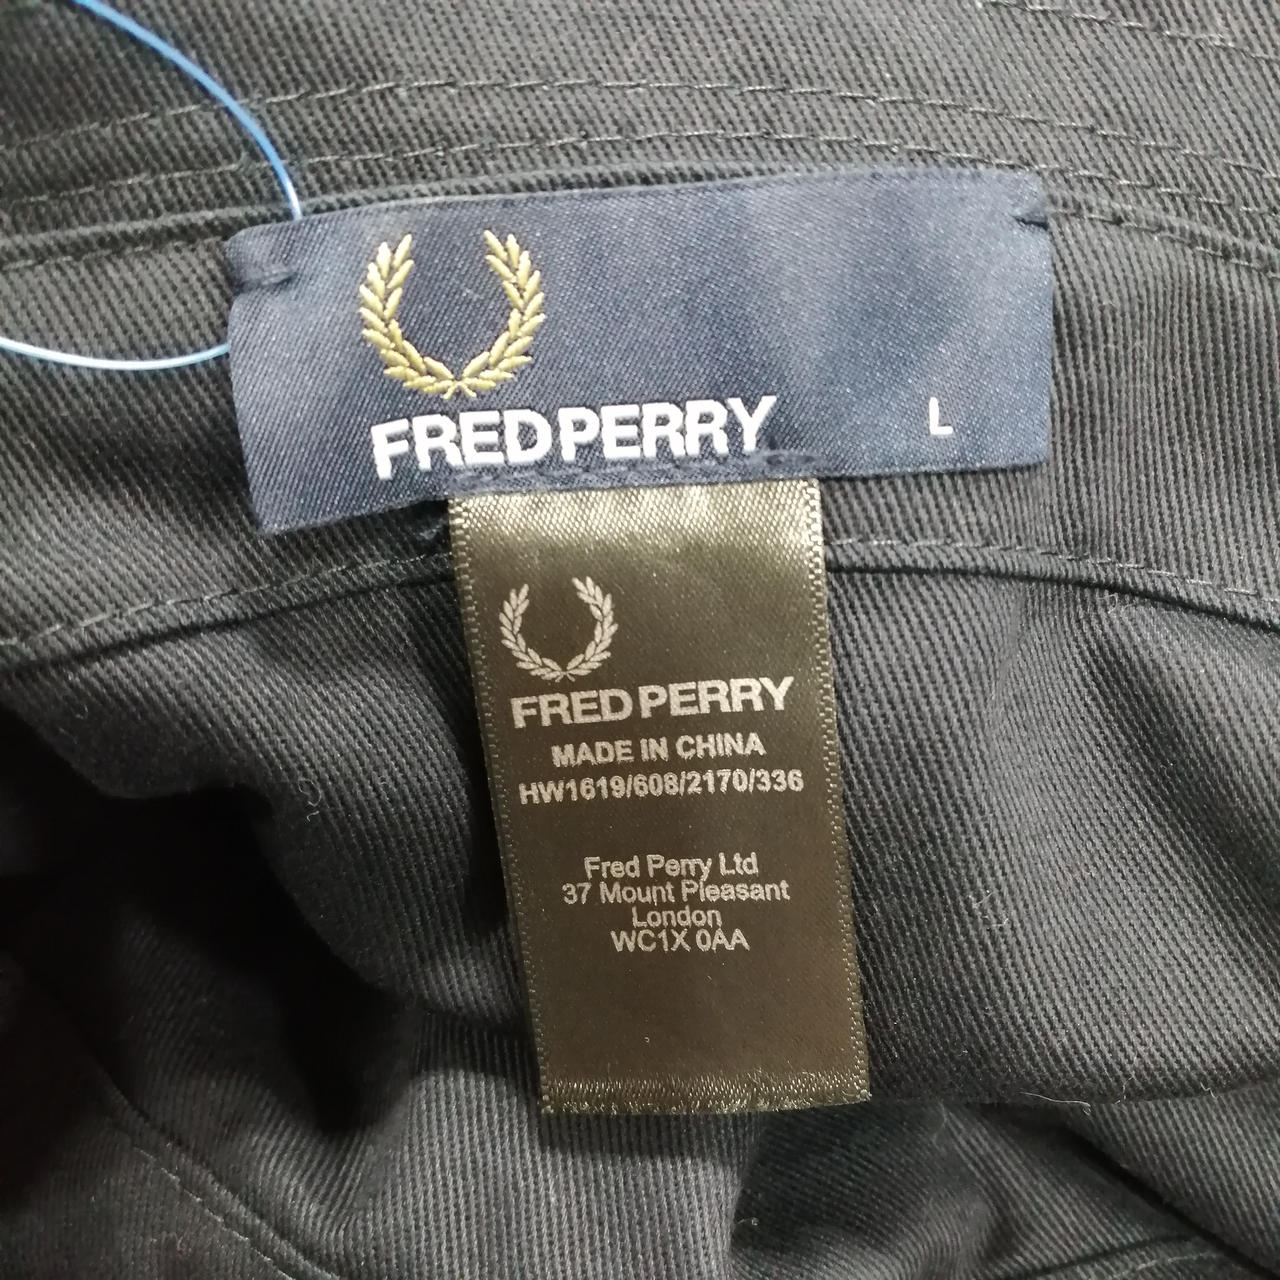 FRED PERRY L
FRED PERRY
MADE IN CHINA
HW1619/608/2170/336
Fred Perry Ltd
37 Mount Pleasant
London
WC1X 0AA